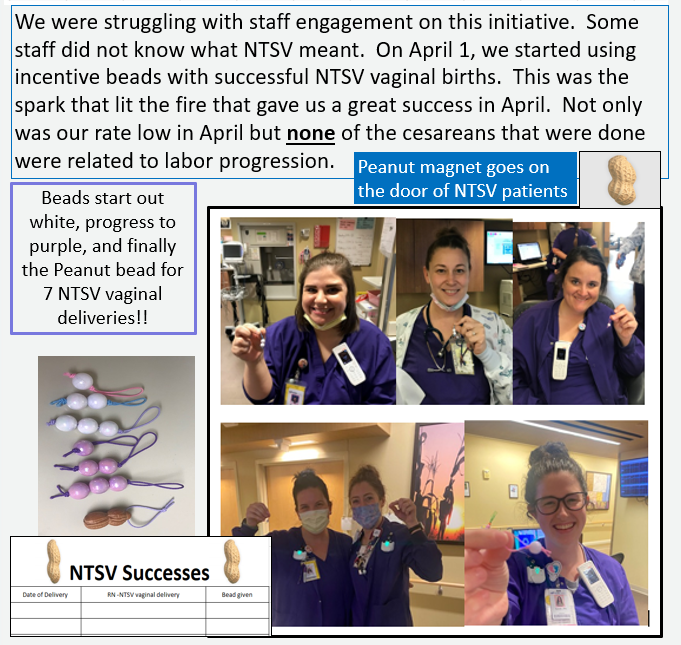 We were struggling with staff engagement on this initiative. Some
staff did not know what NTSV meant. On April 1, we started using
incentive beads with successful NTSV vaginal births. This was the
spark that lit the fire that gave us a great success in April. Not only
was our rate low in April but none of the cesareans that were done
were related to labor progression.
Peanut magnet goes on
the door of NTSV patients
Beads start out
white, progress to
purple, and finally
the Peanut bead for
7 NTSV vaginal
deliveries!!
NTSV Successes
Date of Delivery
RN -NTSV vaginal delivery
Bead given